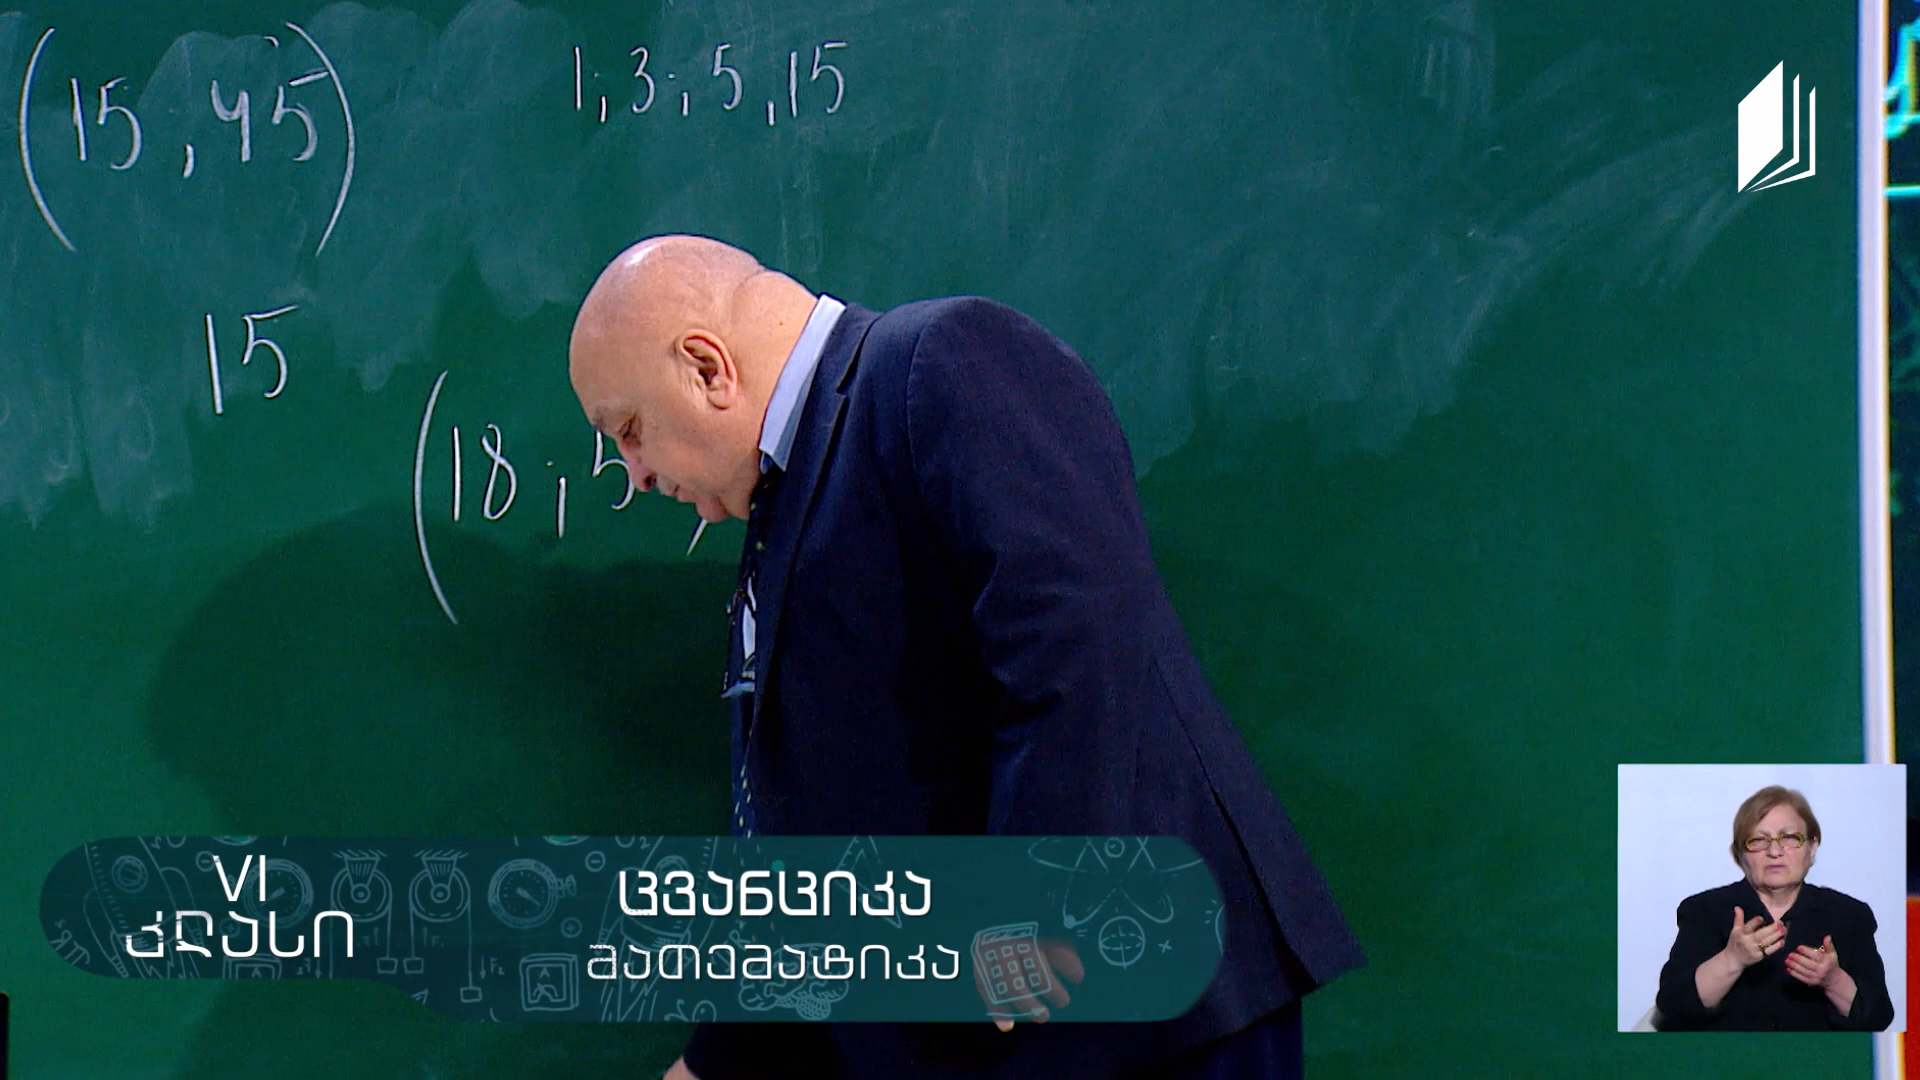 (15 ; 45)
1 ; 3 ; 5 , 15
15
(18 ; 5
VI
კლასი
ცვანციკა
მათემატიკა